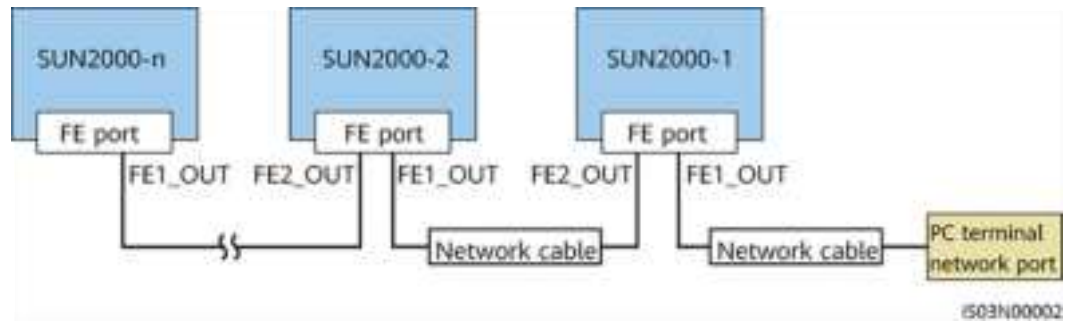 SUN2000-n
SUN2000-2
SUN2000-1
FE port
FE port
FE port
FE1_OUT
FE2_OUT
FE1_OUT
FE2_OUT
FE1_OUT
Network cable
Network cable
PC terminal
network port
IS03N00002